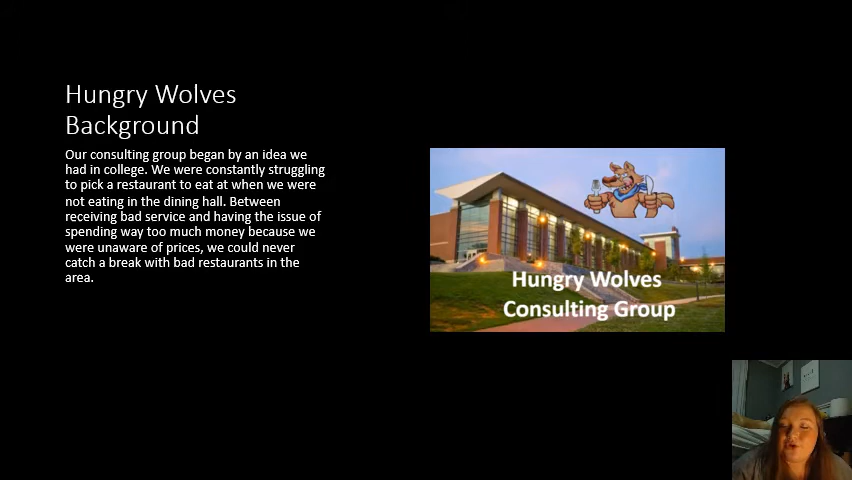 Hungry Wolves
Background
Our consulting group began by an idea we
had in college. We were constantly struggling
to pick a restaurant to eat at when we were
not eating in the dining hall. Between
receiving bad service and having the issue of
spending way too much money because we
were unaware of prices, we could never
catch a break with bad restaurants in the
area.
Hungry Wolves
Consulting Group